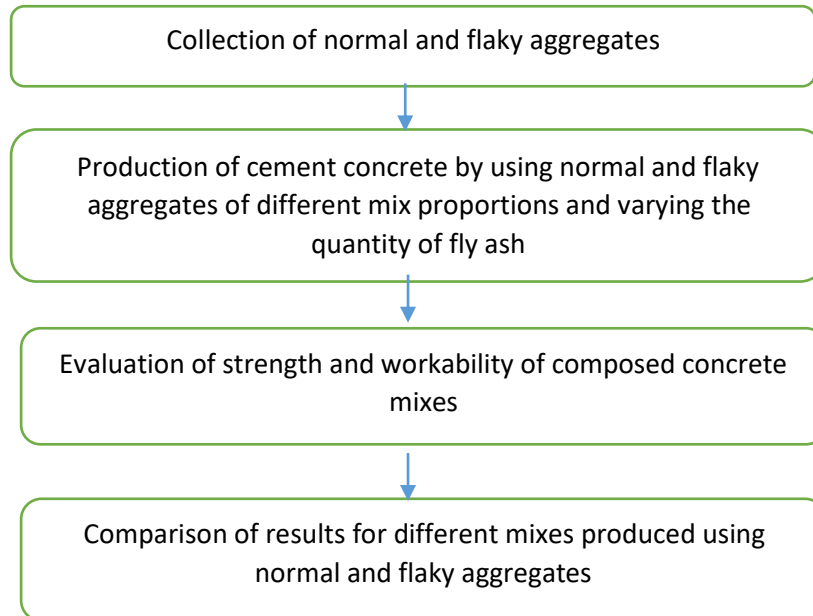 Collection of normal and flaky aggregates
Production of cement concrete by using normal and flaky
aggregates of different mix proportions and varying the
quantity of fly ash
Evaluation of strength and workability of composed concrete
mixes
Comparison of results for different mixes produced using
normal and flaky aggregates